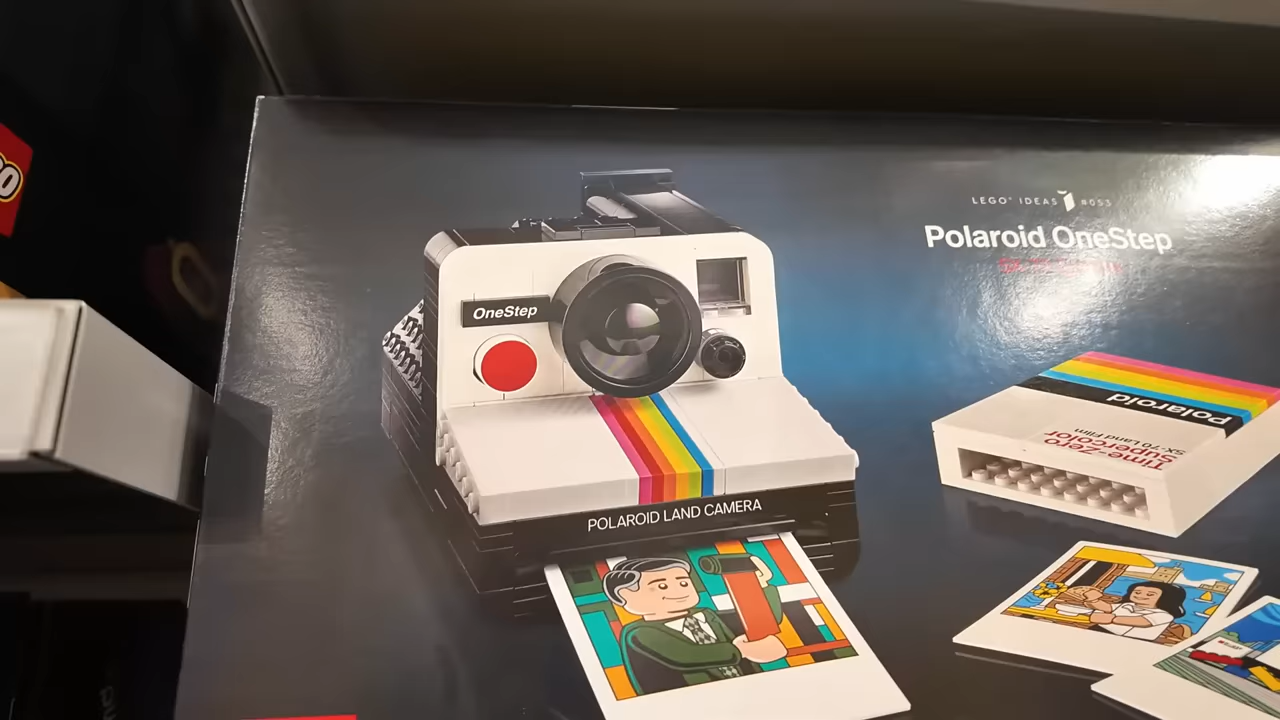 LEGO® IDEAS #053
Polaroid OneStep
OneStep
POLAROID LAND CAMERA
Polaroid
Time-Zero
SuperColor
SX-70 Land Film